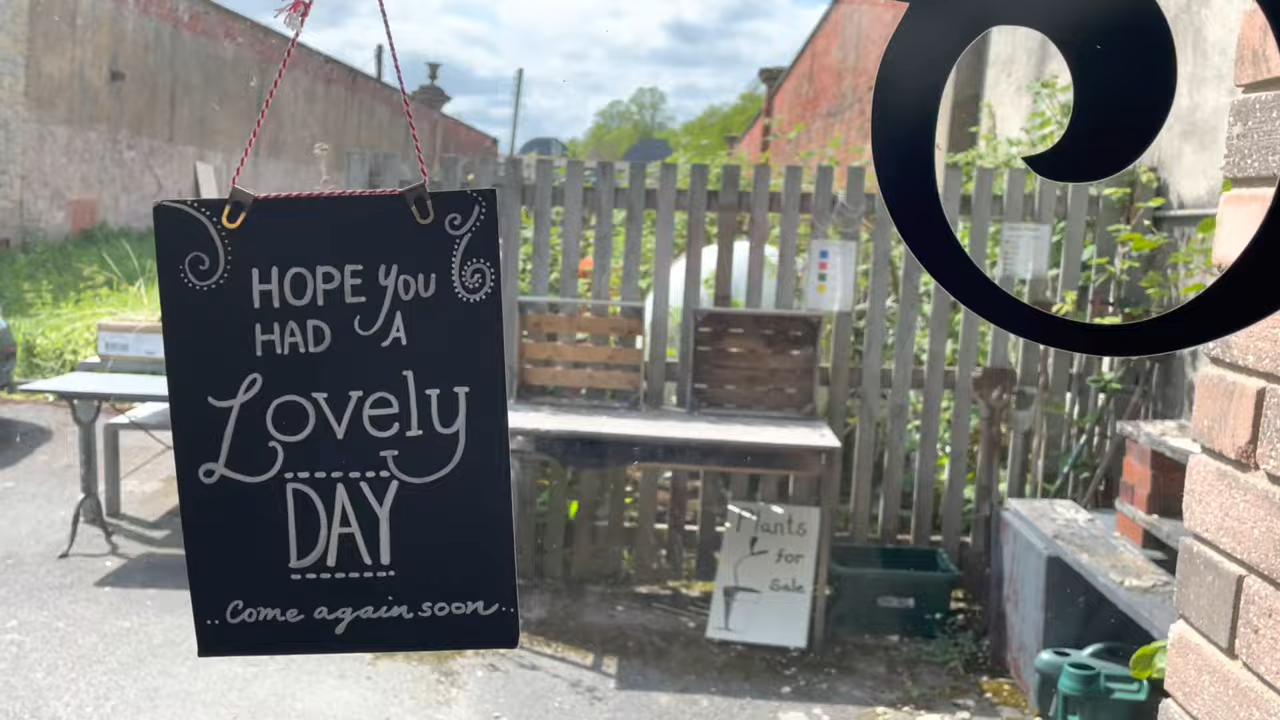 HOPE you
HAD A
Lovely
DAY
..Come again soon..
Plants
for
Sale